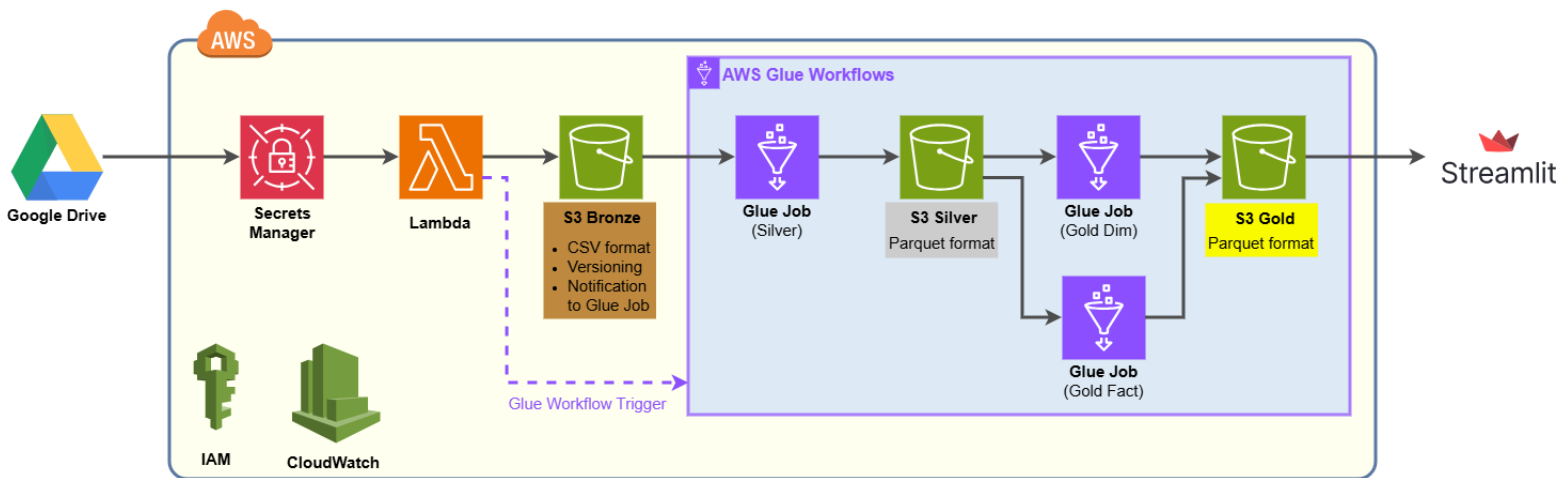 AWS
AWS Glue Workflows
Google Drive
Secrets
Manager
Lambda
S3 Bronze
• CSV format
• Versioning
• Notification
to Glue Job
Glue Job
(Silver)
S3 Silver
Parquet format
Glue Job
(Gold Dim)
S3 Gold
Parquet format
Streamlit
Glue Job
(Gold Fact)
Glue Workflow Trigger
IAM
CloudWatch